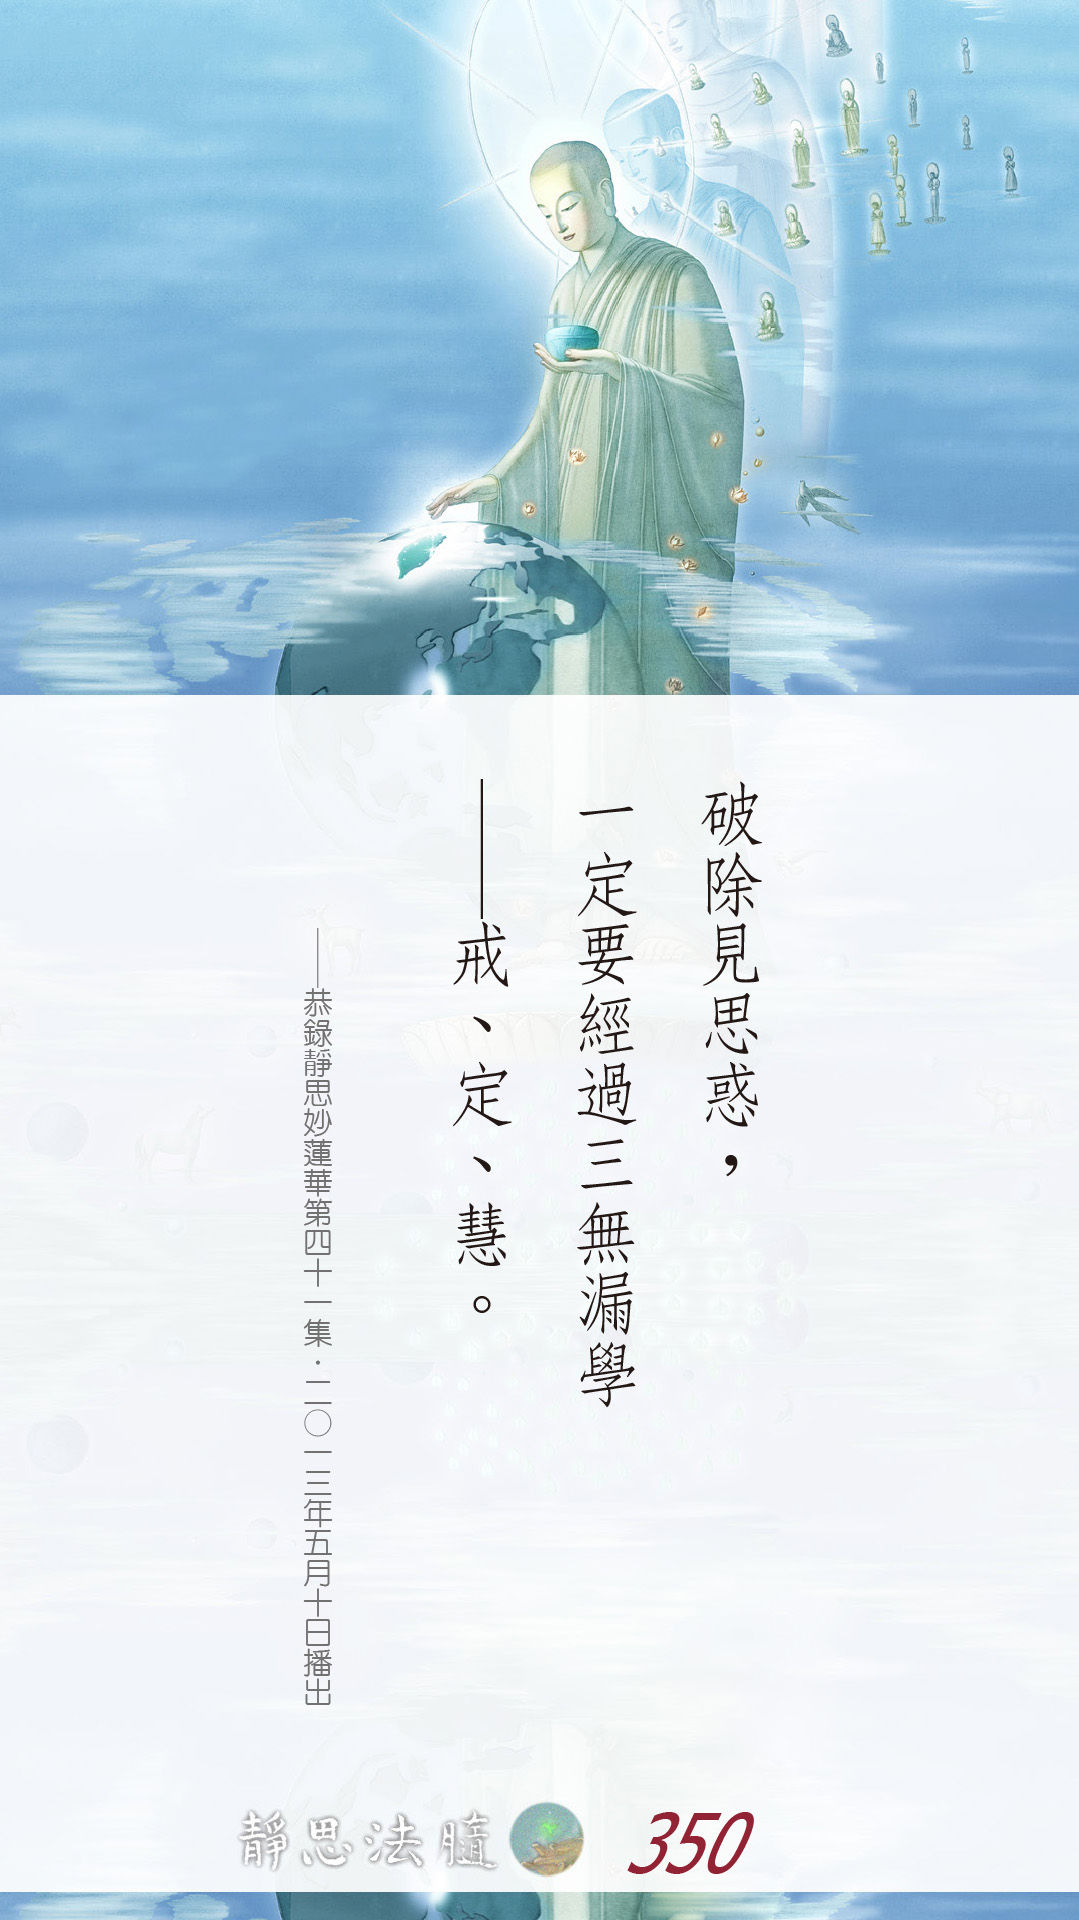 破除見思惑，
一定要經過三無漏學
——戒、定、慧。
——恭錄靜思妙蓮華第四十一集．二〇一三年五月十日播出
靜思法髓
350